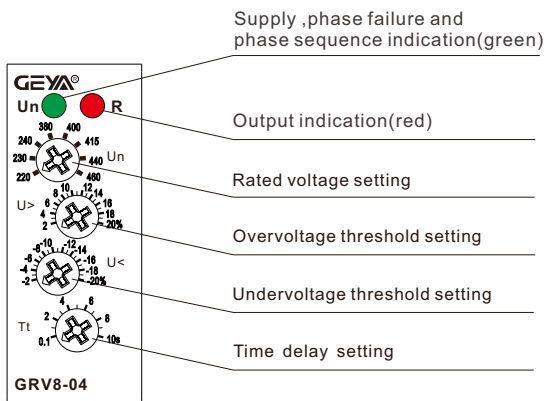 Supply ,phase failure and
phase sequence indication(green)
GEYA®
Un R
Output indication(red)
220 230 240 380 400 415 440 460
Un
Rated voltage setting
U>
2 4 6 8 10 12 14 16 18 20%
Overvoltage threshold setting
U<
-2 -4 -6 -8 -10 -12 -14 -16 -18 -20%
Undervoltage threshold setting
Tt
0.1 2 4 6 8 10s
Time delay setting
GRV8-04